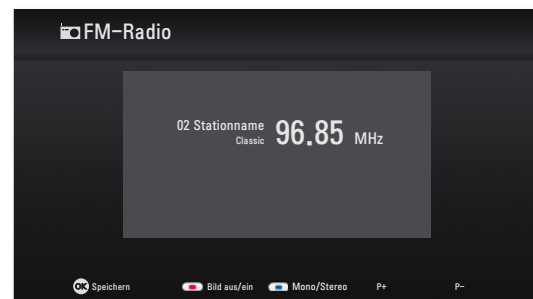 FM-Radio
02 Stationname
Classic
96.85 MHz
OK Speichern Bild aus/ein Mono/Stereo P+ P-